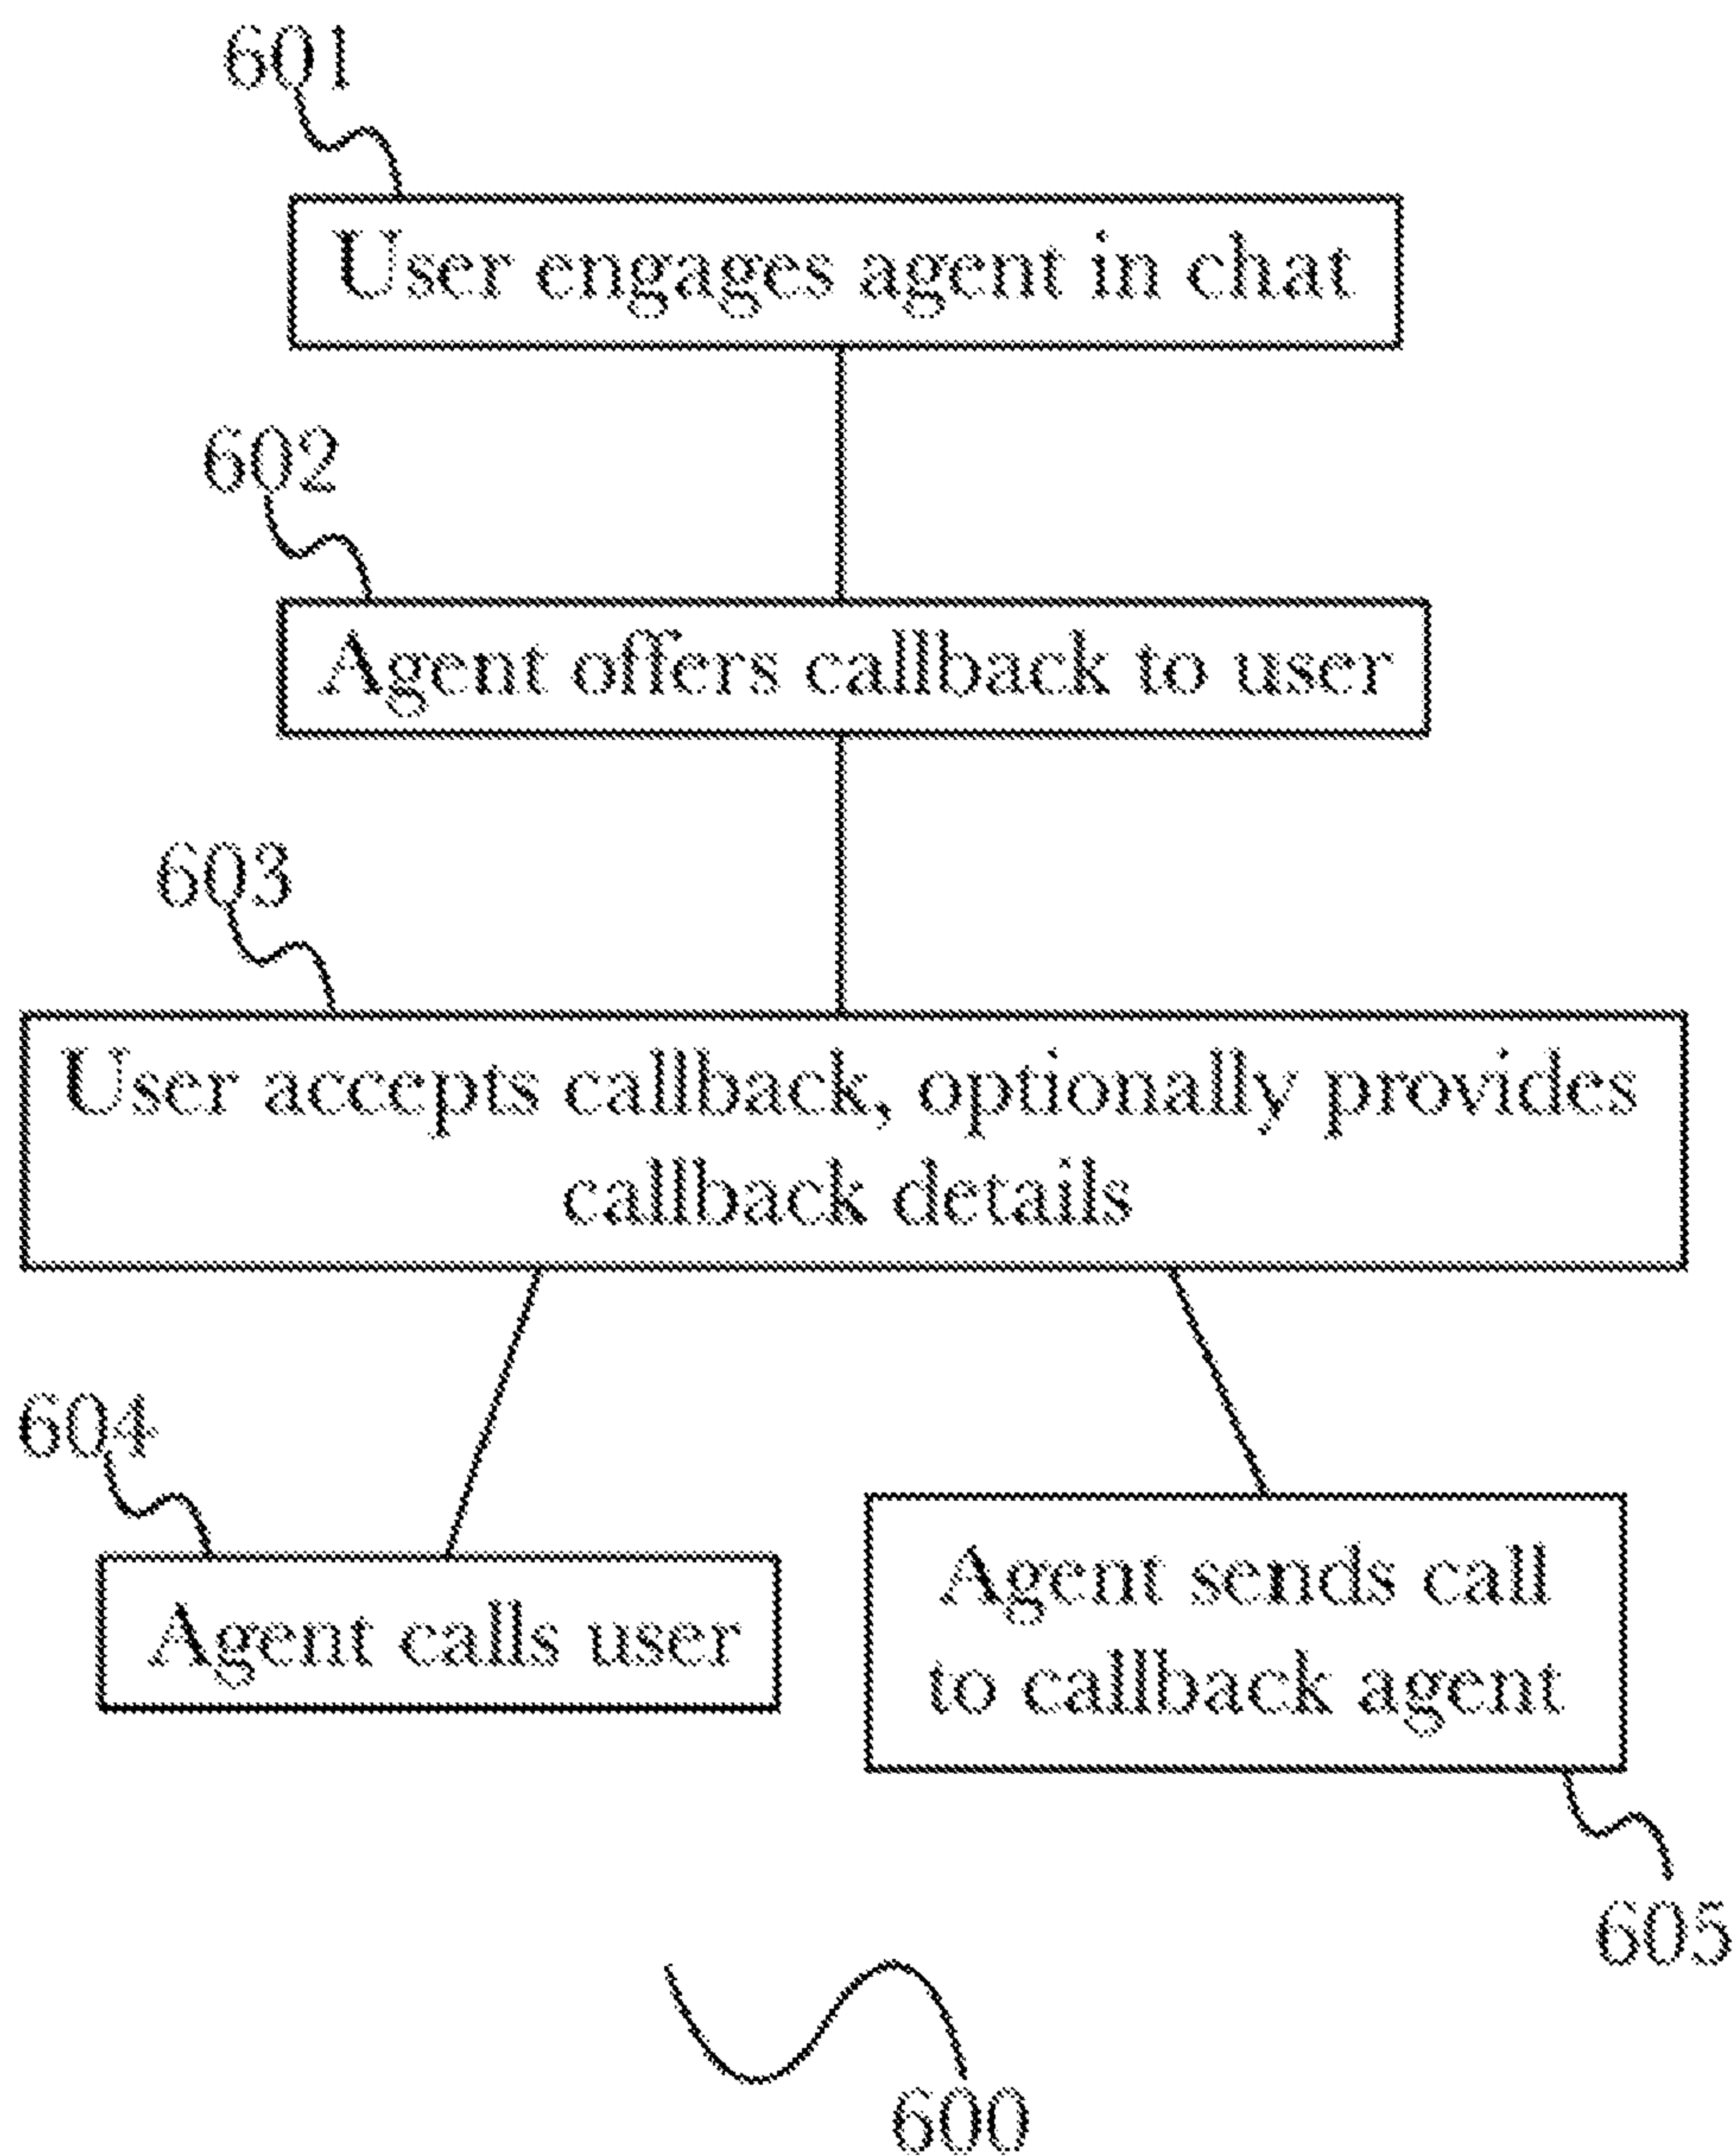 601
User engages agent in chat
602
Agent offers callback to user
603
User accepts callback, optionally provides
callback details
604
Agent calls user
Agent sends call
to callback agent
605
600